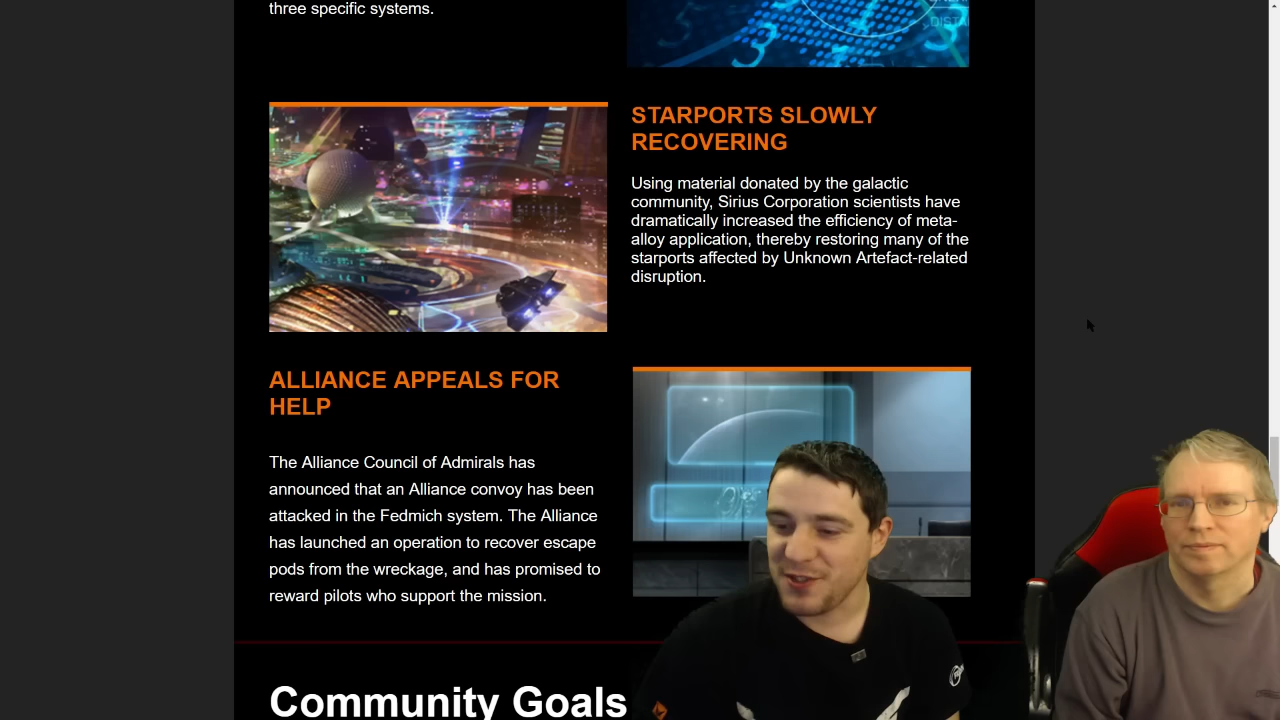 three specific systems.
DISTA
STARPORTS SLOWLY
RECOVERING
Using material donated by the galactic
community, Sirius Corporation scientists have
dramatically increased the efficiency of meta-
alloy application, thereby restoring many of the
starports affected by Unknown Artefact-related
disruption.
ALLIANCE APPEALS FOR
HELP
The Alliance Council of Admirals has
announced that an Alliance convoy has been
attacked in the Fedmich system. The Alliance
has launched an operation to recover escape
pods from the wreckage, and has promised to
reward pilots who support the mission.
Community Goals